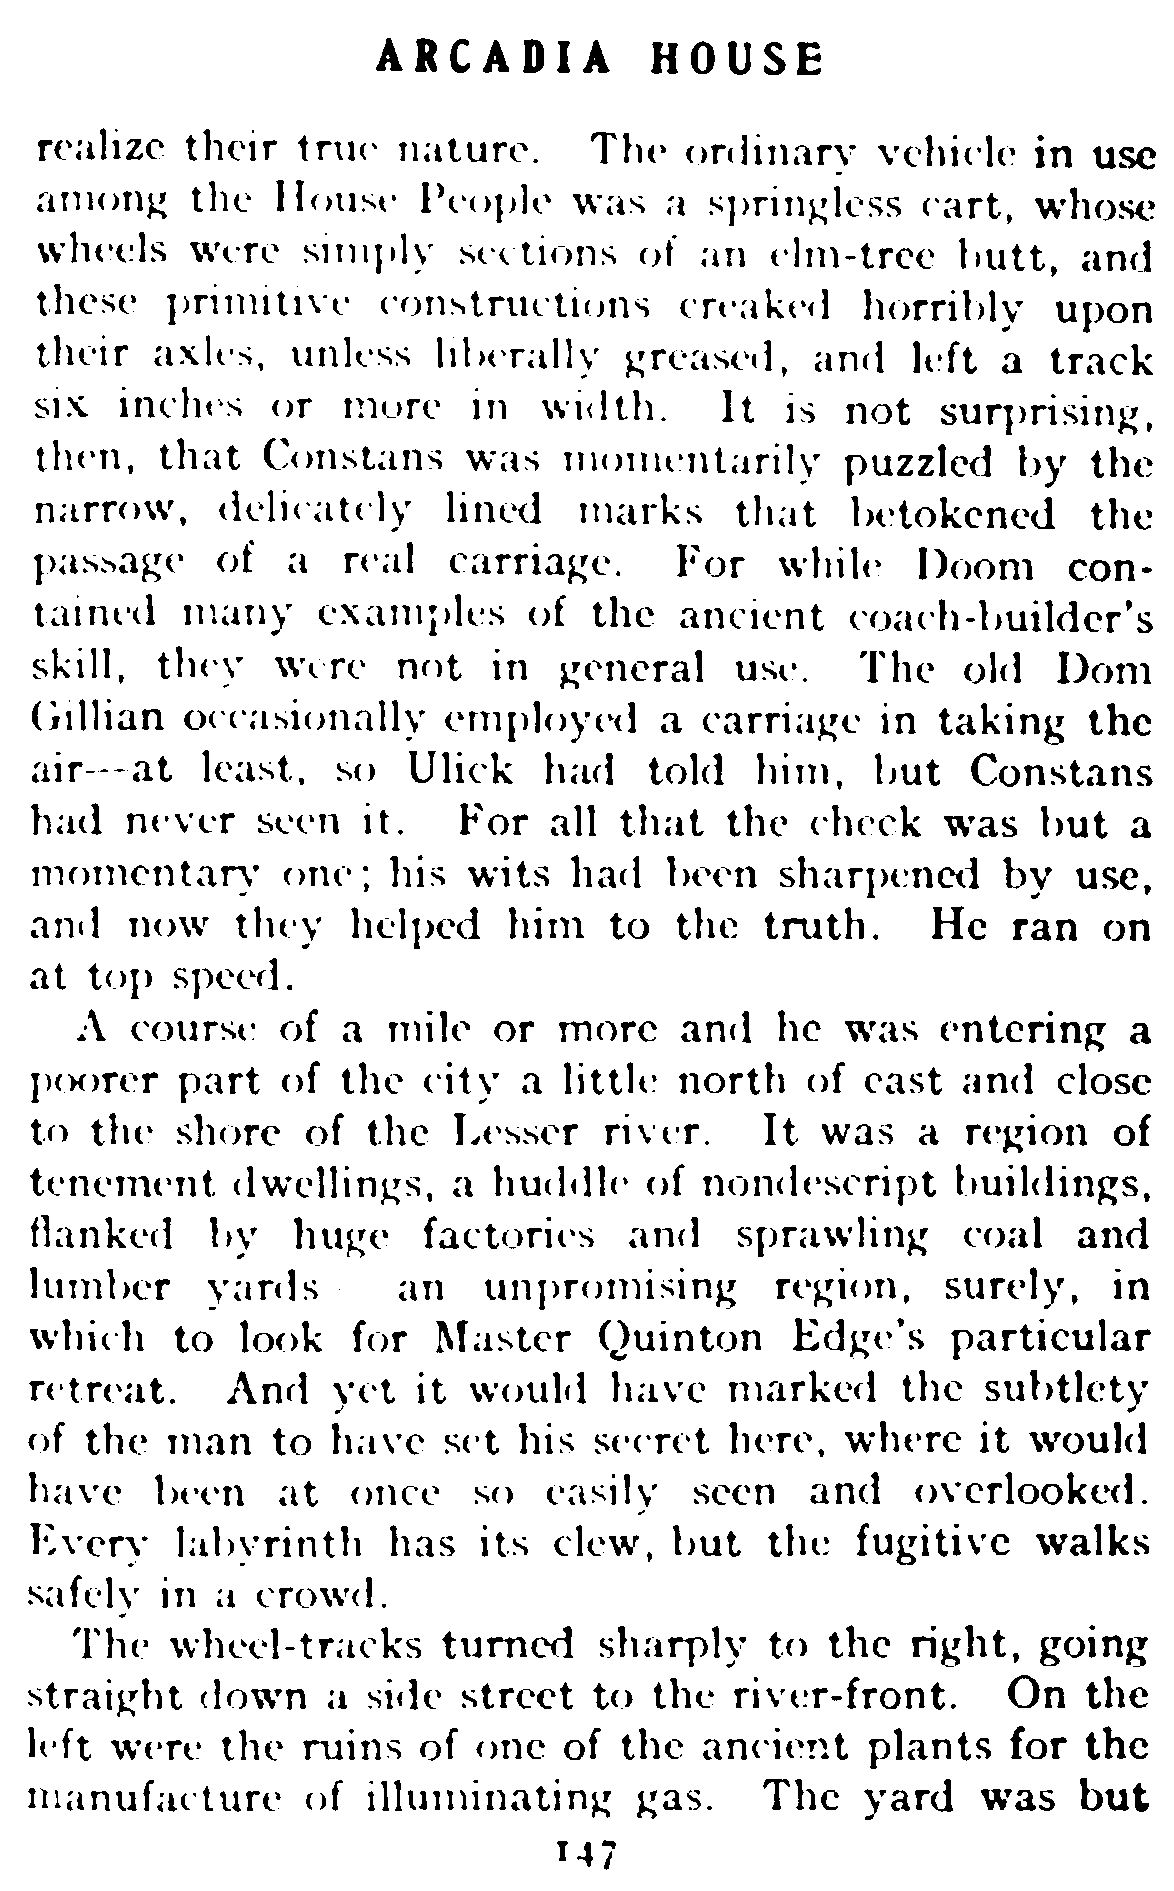 ARCADIA HOUSE
realize their true nature. The ordinary vehicle in use
among the House People was a springless cart, whose
wheels were simply sections of an elm-tree butt, and
these primitive constructions creaked horribly upon
their axles, unless liberally greased, and left a track
six inches or more in width. It is not surprising,
then, that Constans was momentarily puzzled by the
narrow, delicately lined marks that betokened the
passage of a real carriage. For while Doom con-
tained many examples of the ancient coach-builder's
skill, they were not in general use. The old Dom
Gillian occasionally employed a carriage in taking the
air—at least, so Ulick had told him, but Constans
had never seen it. For all that the check was but a
momentary one; his wits had been sharpened by use,
and now they helped him to the truth. He ran on
at top speed.
A course of a mile or more and he was entering a
poorer part of the city a little north of east and close
to the shore of the Lesser river. It was a region of
tenement dwellings, a huddle of nondescript buildings,
flanked by huge factories and sprawling coal and
lumber yards an unpromising region, surely, in
which to look for Master Quinton Edge's particular
retreat. And yet it would have marked the subtlety
of the man to have set his secret here, where it would
have been at once so easily seen and overlooked.
Every labyrinth has its clew, but the fugitive walks
safely in a crowd.
The wheel-tracks turned sharply to the right, going
straight down a side street to the river-front. On the
left were the ruins of one of the ancient plants for the
manufacture of illuminating gas. The yard was but
147